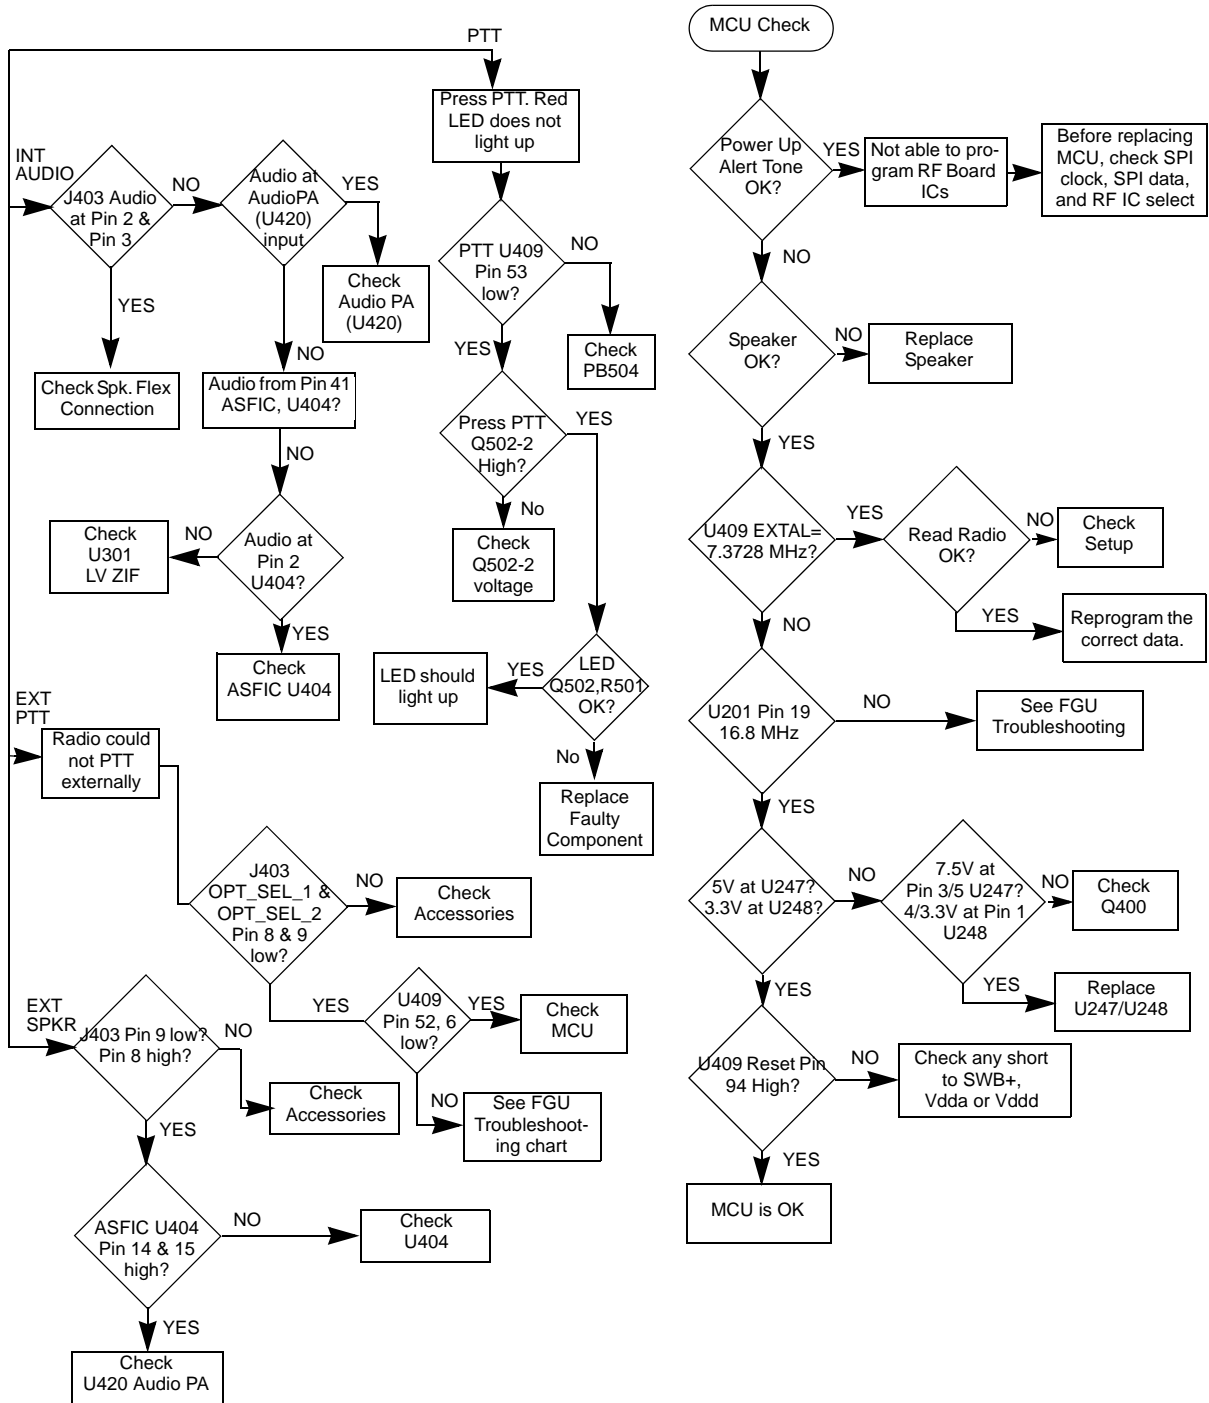 PTT
Press PTT. Red
LED does not
light up
INT
AUDIO
J403 Audio
at Pin 2 &
Pin 3
NO
Audio at
AudioPA
(U420)
input
YES
Check
Audio PA
(U420)
YES
Check Spk. Flex
Connection
NO
Audio from Pin 41
ASFIC, U404?
NO
Audio at
Pin 2
U404?
NO
Check
U301
LV ZIF
YES
Check
ASFIC U404
PTT U409
Pin 53
low?
NO
Check
PB504
YES
Press PTT
Q502-2
High?
YES
No
Check
Q502-2
voltage
LED
Q502,R501
OK?
YES
LED should
light up
No
Replace
Faulty
Component
EXT
PTT
Radio could
not PTT
externally
J403
OPT_SEL_1 &
OPT_SEL_2
Pin 8 & 9
low?
NO
Check
Accessories
YES
U409
Pin 52, 6
low?
YES
Check
MCU
NO
See FGU
Troubleshoot-
ing chart
EXT
SPKR
J403 Pin 9 low?
Pin 8 high?
NO
Check
Accessories
YES
ASFIC U404
Pin 14 & 15
high?
NO
Check
U404
YES
Check
U420 Audio PA
MCU Check
Power Up
Alert Tone
OK?
YES
Not able to pro-
gram RF Board
ICs
Before replacing
MCU, check SPI
clock, SPI data,
and RF IC select
NO
Speaker
OK?
NO
Replace
Speaker
YES
U409 EXTAL=
7.3728 MHz?
YES
Read Radio
OK?
NO
Check
Setup
YES
Reprogram the
correct data.
NO
U201 Pin 19
16.8 MHz
NO
See FGU
Troubleshooting
YES
5V at U247?
3.3V at U248?
NO
7.5V at
Pin 3/5 U247?
4/3.3V at Pin 1
U248
NO
Check
Q400
YES
Replace
U247/U248
YES
U409 Reset Pin
94 High?
NO
Check any short
to SWB+,
Vdda or Vddd
YES
MCU is OK